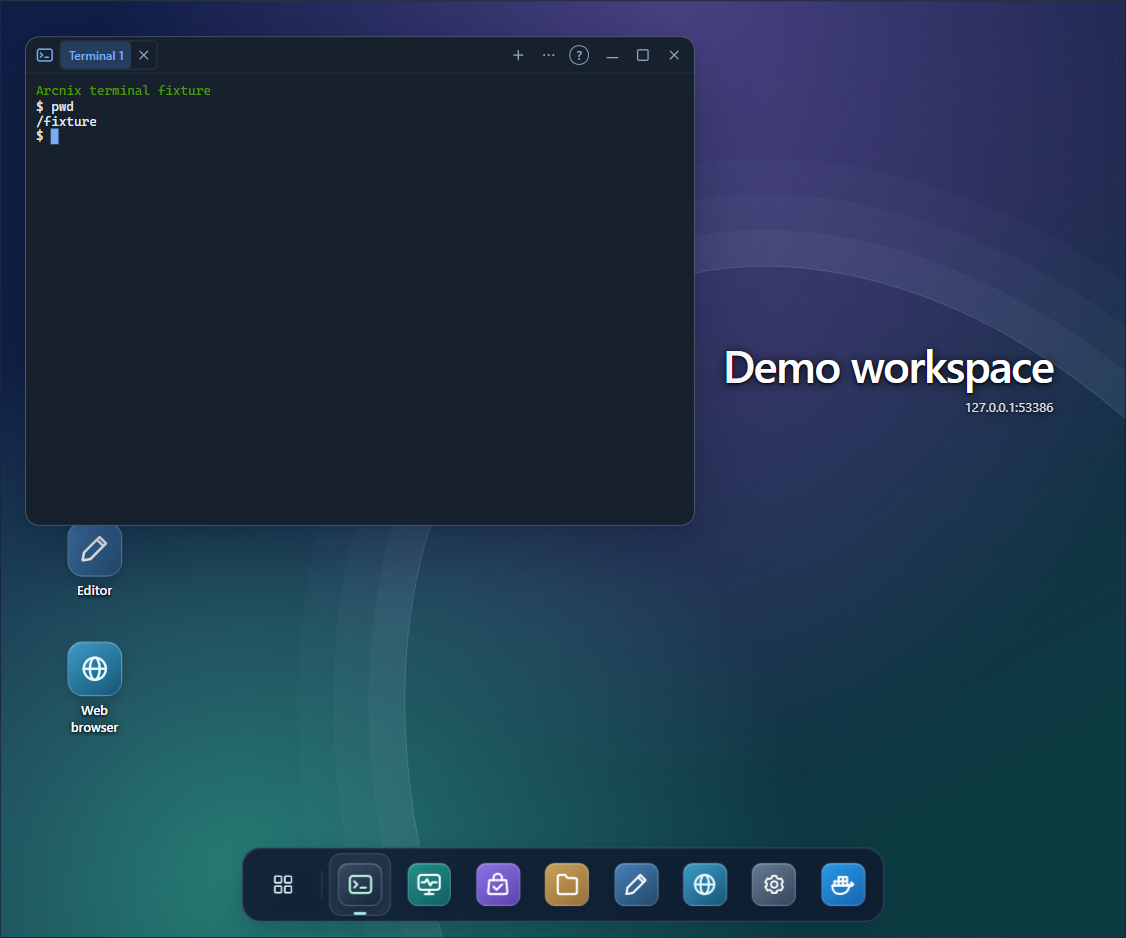 Terminal 1
Arcnix terminal fixture
$ pwd
/fixture
$
Demo workspace
127.0.0.1:53386
Editor
Web
browser